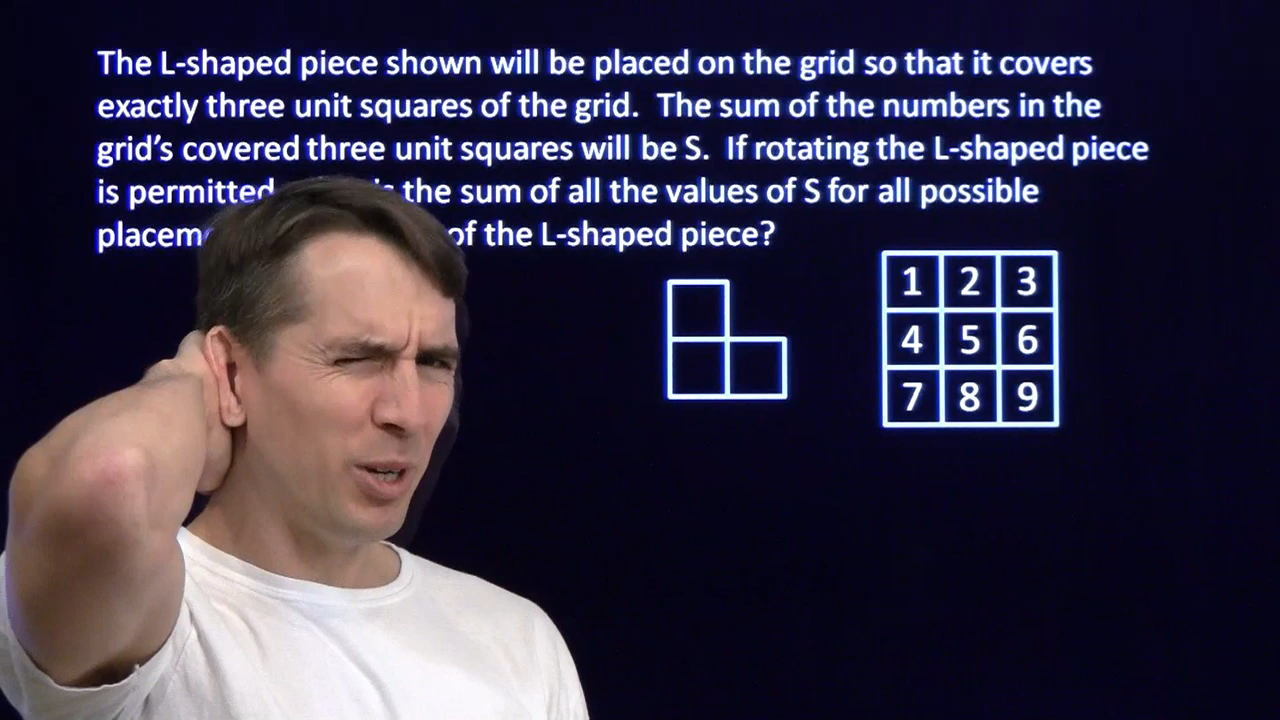 The L-shaped piece shown will be placed on the grid so that it covers
exactly three unit squares of the grid. The sum of the numbers in the
grid's covered three unit squares will be S. If rotating the L-shaped piece
is permitted the sum of all the values of S for all possible
of the L-shaped piece?
1 2 3
4 5 6
7 8 9